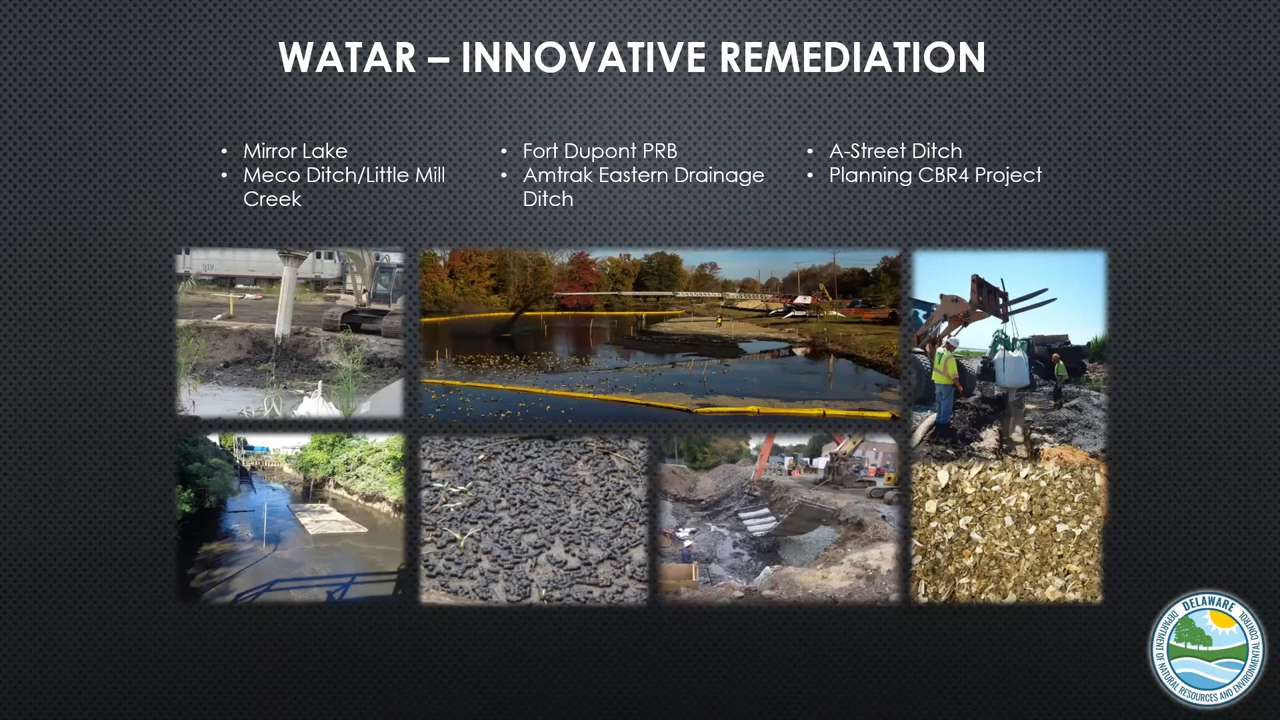 WATAR – INNOVATIVE REMEDIATION
• Mirror Lake
• Meco Ditch/Little Mill
Creek
• Fort Dupont PRB
• Amtrak Eastern Drainage
Ditch
• A-Street Ditch
• Planning CBR4 Project
DELAWARE
DEPARTMENT OF NATURAL RESOURCES AND ENVIRONMENTAL CONTROL